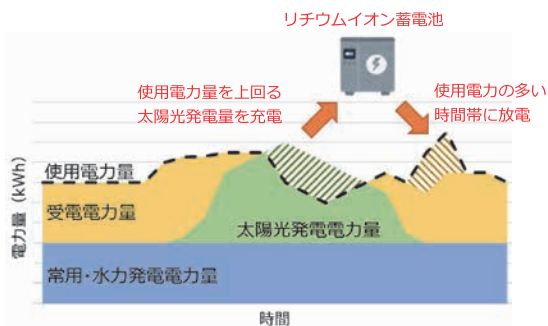 リチウムイオン蓄電池
使用電力量を上回る
太陽光発電量を充電
使用電力の多い
時間帯に放電
電力量（kWh）
使用電力量
受電電力量
太陽光発電電力量
常用・水力発電電力量
時間